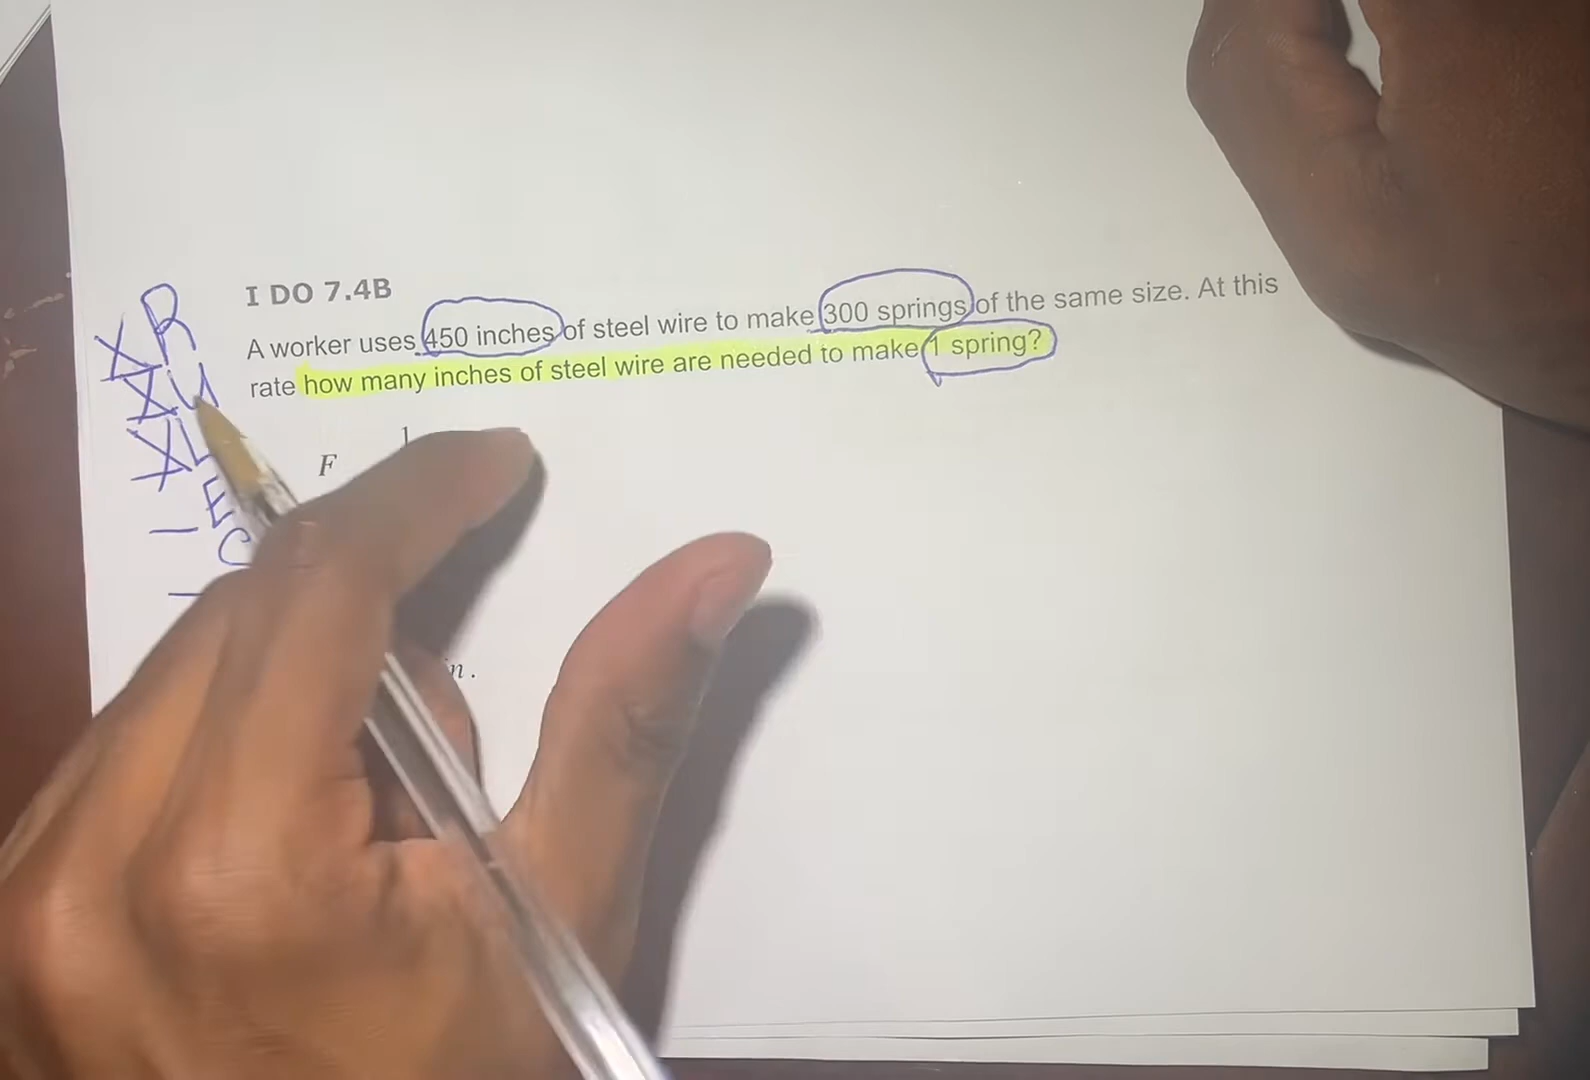 I DO 7.4B
A worker uses 450 inches of steel wire to make 300 springs of the same size. At this
rate how many inches of steel wire are needed to make 1 spring?
X R
X U
X L
_ E
_ C
F 1
n.